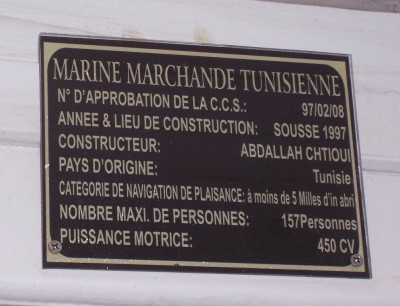 MARINE MARCHANDE TUNISIENNE
N° D'APPROBATION DE LA C.C.S.: 97/02/08
ANNEE & LIEU DE CONSTRUCTION: SOUSSE 1997
CONSTRUCTEUR: ABDALLAH CHTIOUI
PAYS D'ORIGINE: Tunisie
CATEGORIE DE NAVIGATION DE PLAISANCE: à moins de 5 Milles d'in abri
NOMBRE MAXI. DE PERSONNES: 157Personnes
PUISSANCE MOTRICE: 450 CV